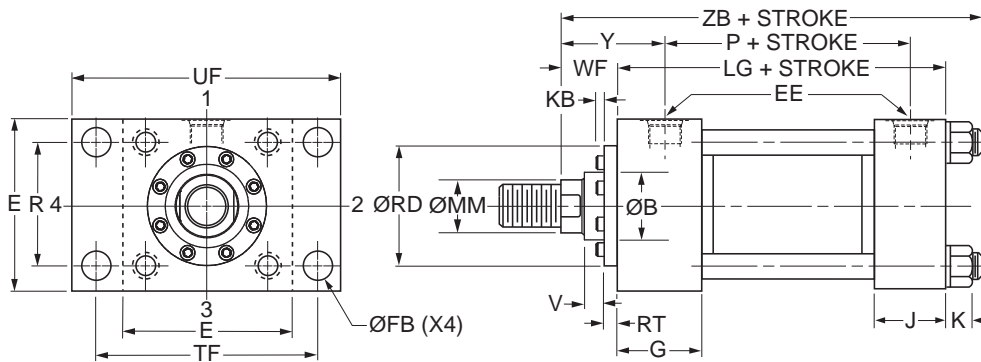 ZB + STROKE
Y
P + STROKE
UF
WF
LG + STROKE
1
KB
EE
E
R
4
2
ØRD
ØMM
ØB
3
V
E
ØFB (X4)
RT
J
K
TF
G